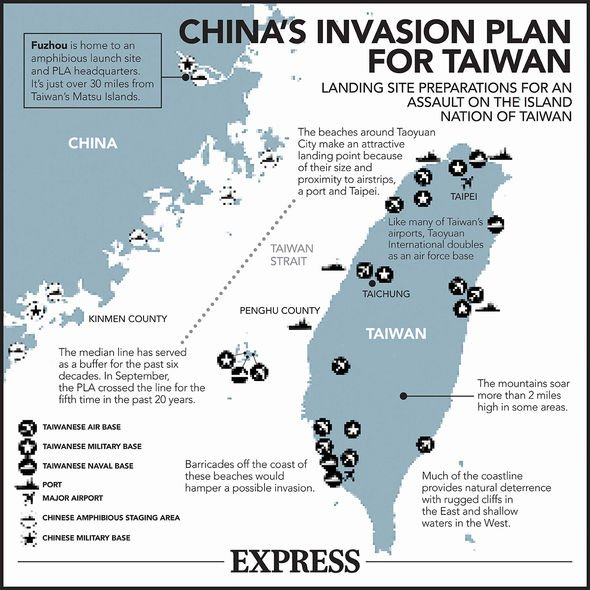 CHINA'S INVASION PLAN
FOR TAIWAN
LANDING SITE PREPARATIONS FOR AN
ASSAULT ON THE ISLAND
NATION OF TAIWAN
Fuzhou is home to an
amphibious launch site
and PLA headquarters.
It's just over 30 miles from
Taiwan's Matsu Islands.
CHINA
The beaches around Taoyuan
City make an attractive
landing point because
of their size and
proximity to airstrips,
a port and Taipei.
TAIPEI
Like many of Taiwan's
airports, Taoyuan
International doubles
as an air force base
TAIWAN
STRAIT
TAICHUNG
KINMEN COUNTY
PENGHU COUNTY
TAIWAN
The median line has served
as a buffer for the past six
decades. In September,
the PLA crossed the line for the
fifth time in the past 20 years.
The mountains soar
more than 2 miles
high in some areas.
TAIWANESE AIR BASE
TAIWANESE MILITARY BASE
TAIWANESE NAVAL BASE
PORT
MAJOR AIRPORT
CHINESE AMPHIBIOUS STAGING AREA
CHINESE MILITARY BASE
Barricades off the coast of
these beaches would
hamper a possible invasion.
Much of the coastline
provides natural deterrence
with rugged cliffs in
the East and shallow
waters in the West.
EXPRESS